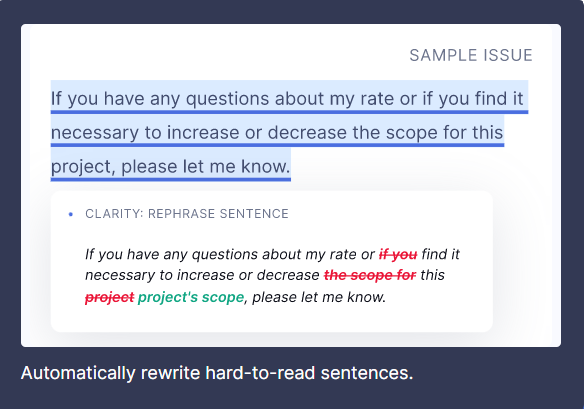 SAMPLE ISSUE
If you have any questions about my rate or if you find it
necessary to increase or decrease the scope for this
project, please let me know.
• CLARITY: REPHRASE SENTENCE
If you have any questions about my rate or if you find it
necessary to increase or decrease the scope for this
project project's scope, please let me know.
Automatically rewrite hard-to-read sentences.